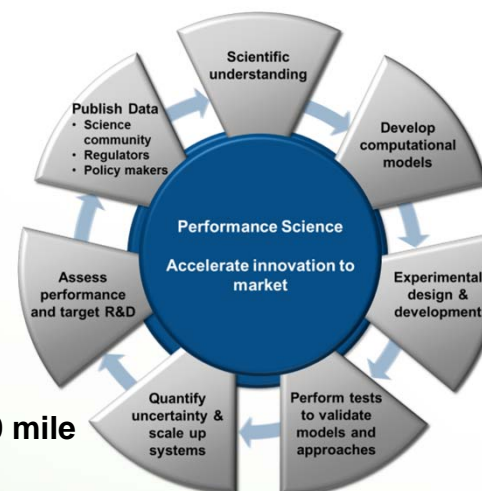 Scientific
understanding
Develop
computational
models
Experimental
design &
development
Perform tests
to validate
models and
approaches
Quantify
uncertainty &
scale up
systems
Assess
performance
and target R&D
Publish Data
• Science
community
• Regulators
• Policy makers
Performance Science
Accelerate innovation to
market
mile